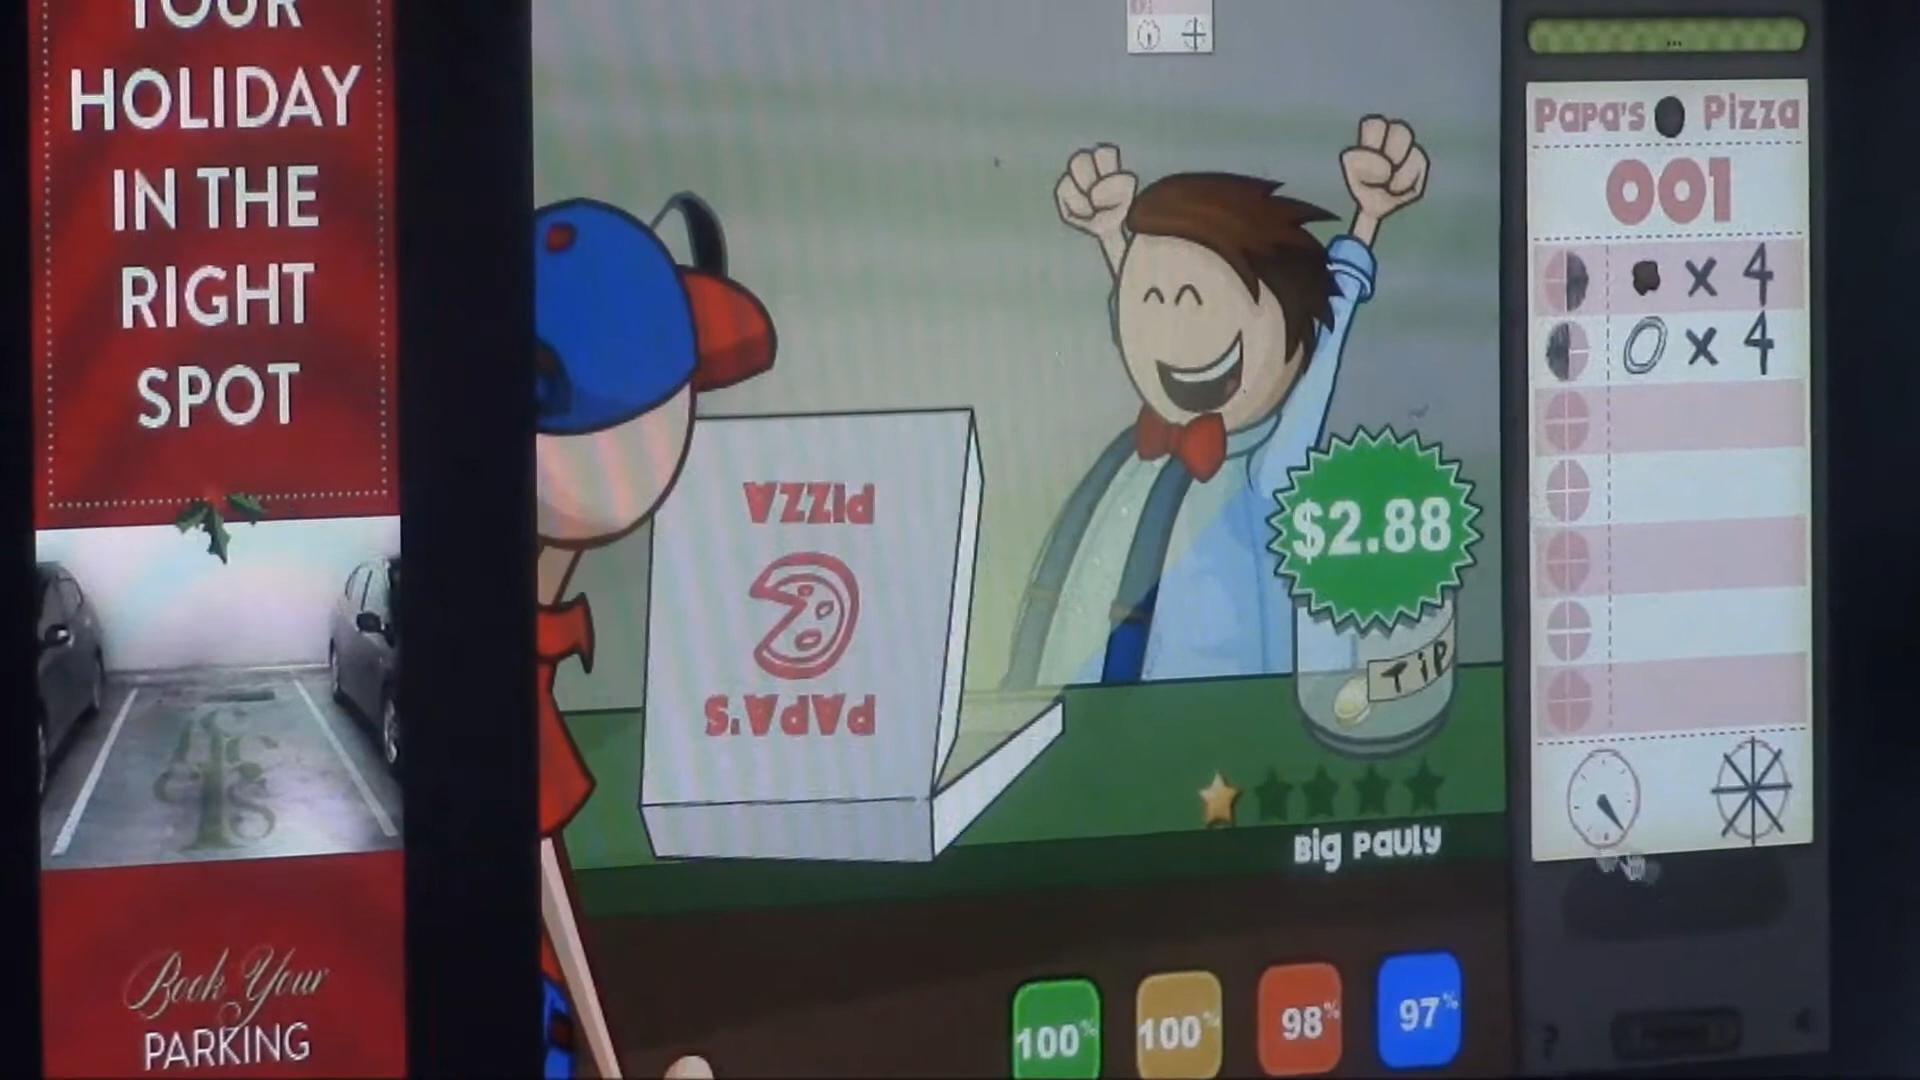 YOUR
HOLIDAY
IN THE
RIGHT
SPOT
Book Your
PARKING
PIZZA
PAPA'S
$2.88
TIP
Big Pauly
100%
100%
98%
97%
Papa's Pizza
001
x 4
x 4
...
?